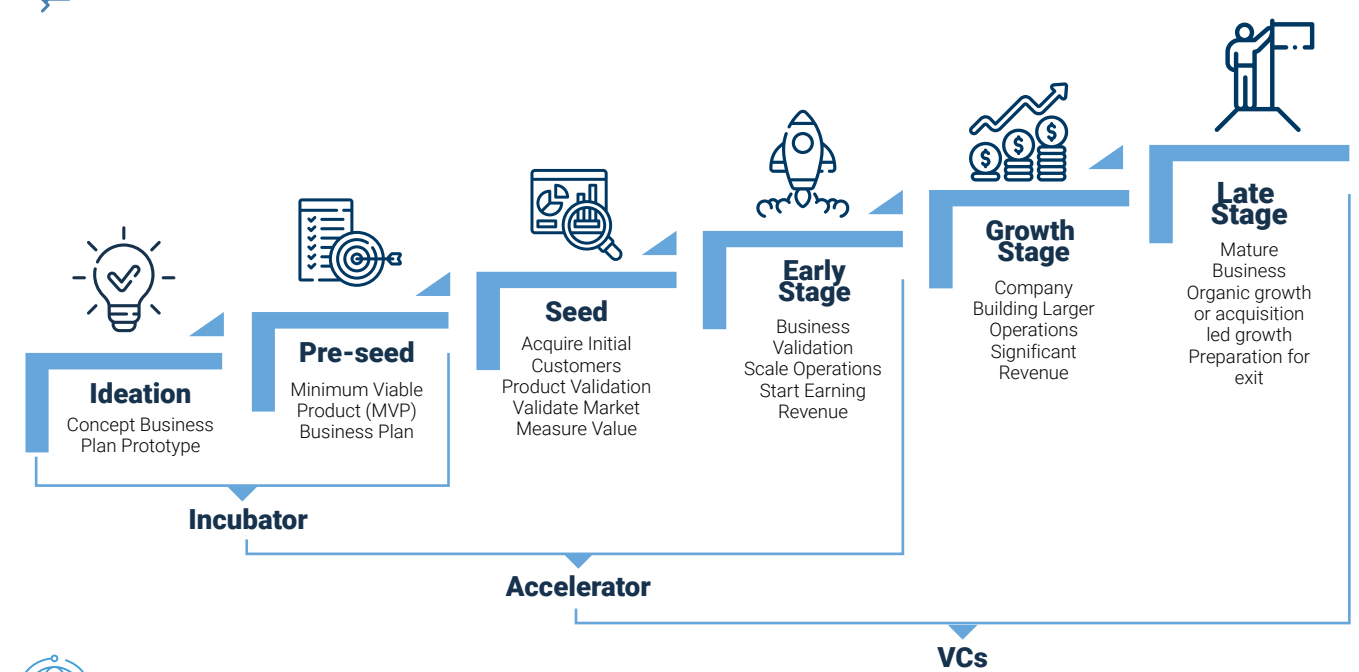 Ideation
Concept Business
Plan Prototype
Pre-seed
Minimum Viable
Product (MVP)
Business Plan
Seed
Acquire Initial
Customers
Product Validation
Validate Market
Measure Value
Early
Stage
Business
Validation
Scale Operations
Start Earning
Revenue
Growth
Stage
Company
Building Larger
Operations
Significant
Revenue
Late
Stage
Mature
Business
Organic growth
or acquisition
led growth
Preparation for
exit
Incubator
Accelerator
VCs